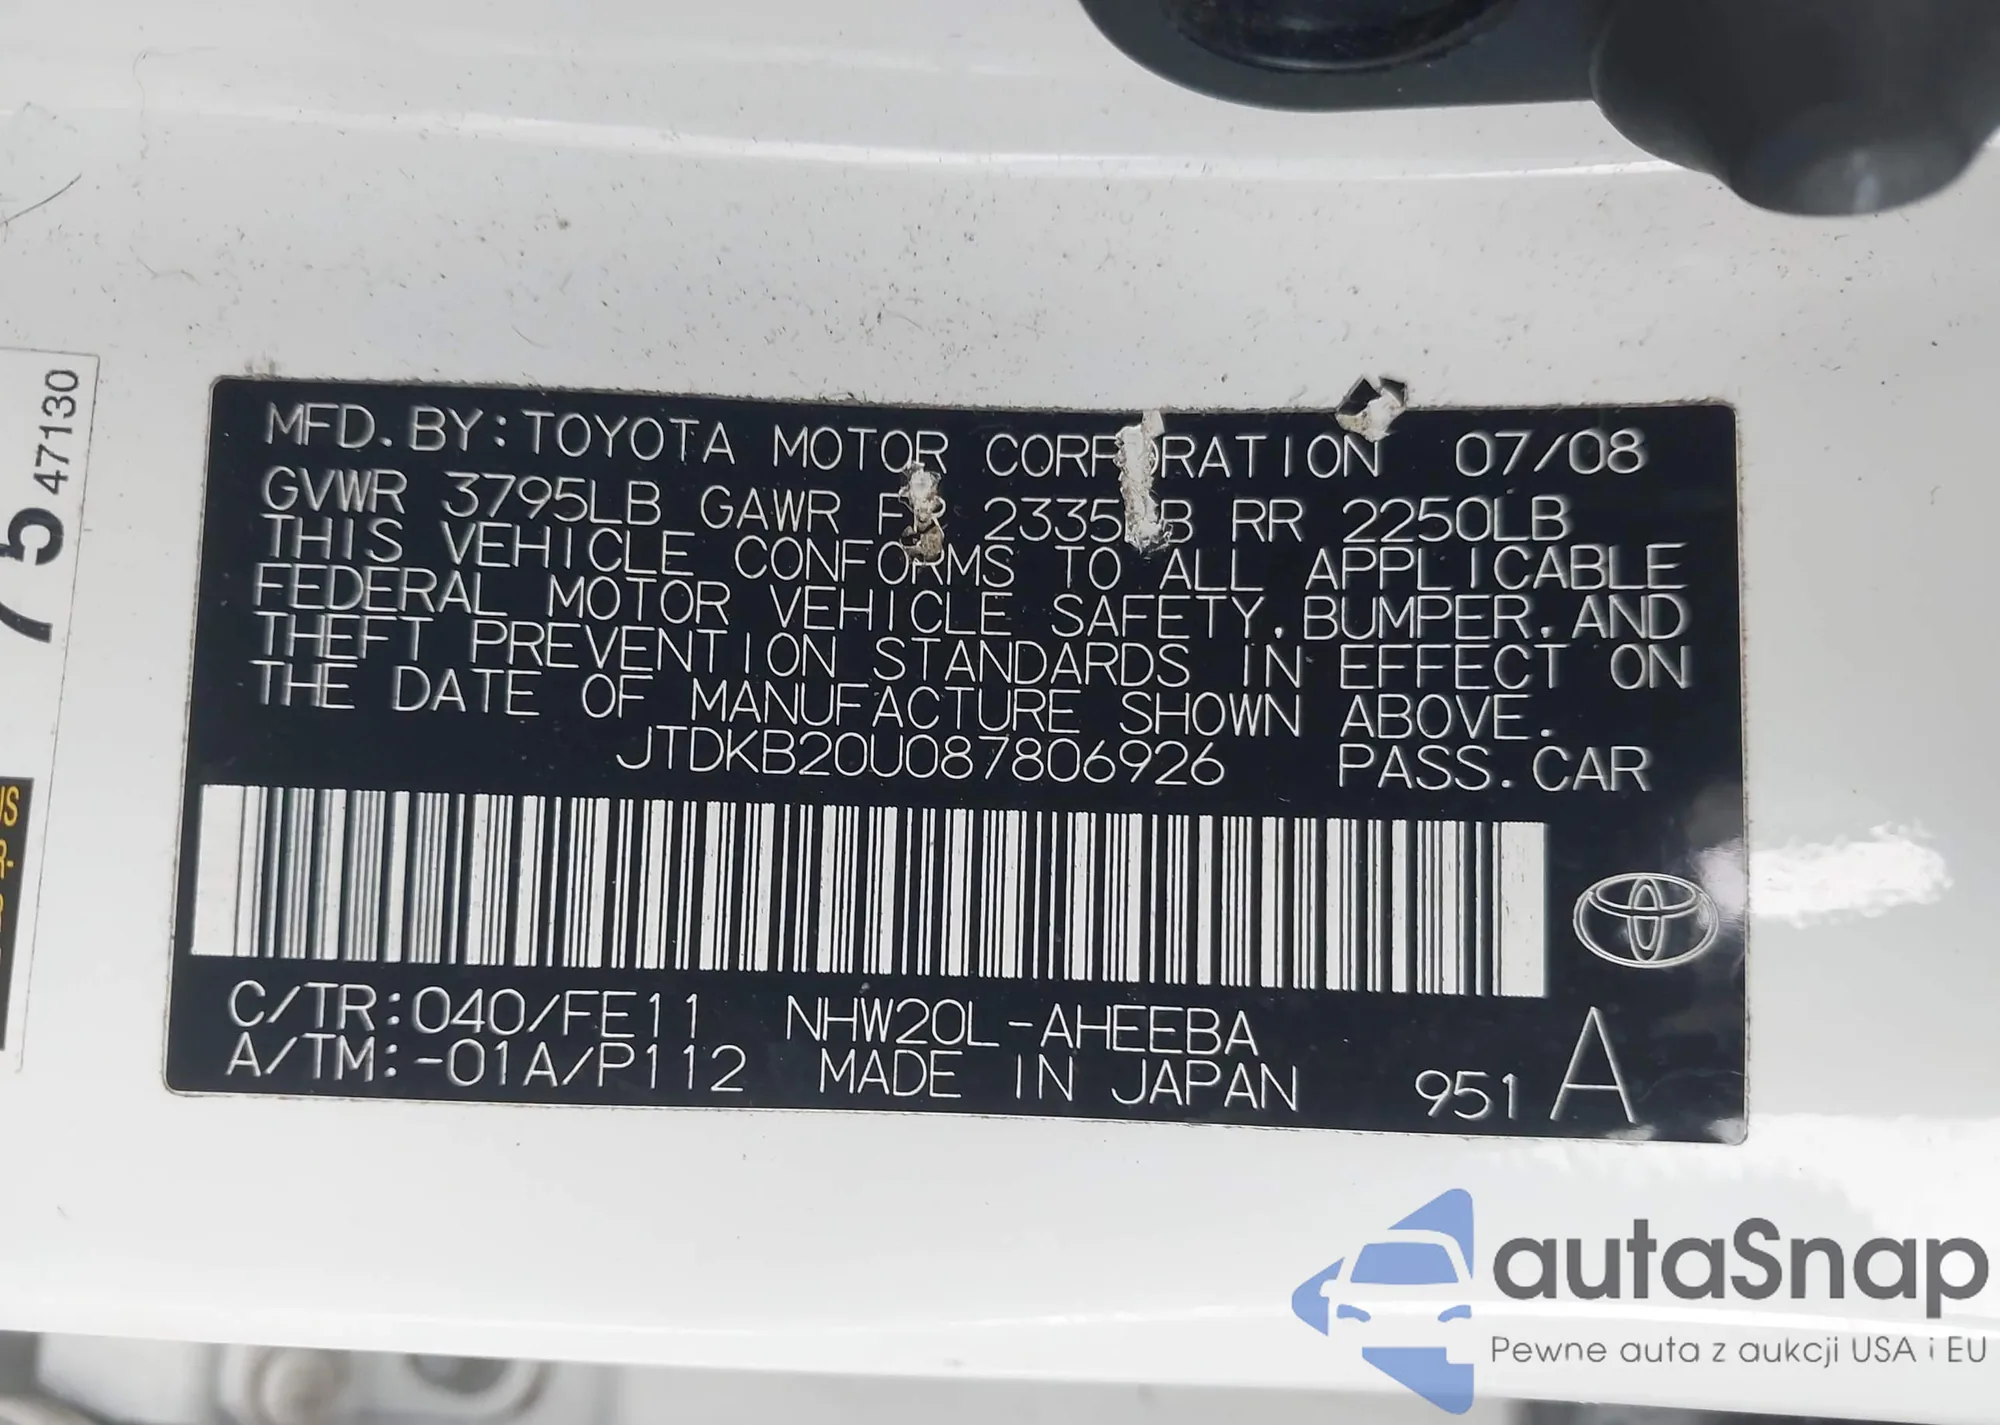 MFD. BY: TOYOTA MOTOR CORPORATION 07/08
GVWR 3795LB GAWR FR 2335LB RR 2250LB
THIS VEHICLE CONFORMS TO ALL APPLICABLE
FEDERAL MOTOR VEHICLE SAFETY, BUMPER, AND
THEFT PREVENTION STANDARDS IN EFFECT ON
THE DATE OF MANUFACTURE SHOWN ABOVE.
JTDKB20U087806926 PASS. CAR
C/TR: 040/FE11 NHW20L-AHEEBA
A/TM: -01A/P112 MADE IN JAPAN 951 A
47130
autaSnap
Pewne auta z aukcji USA i EU